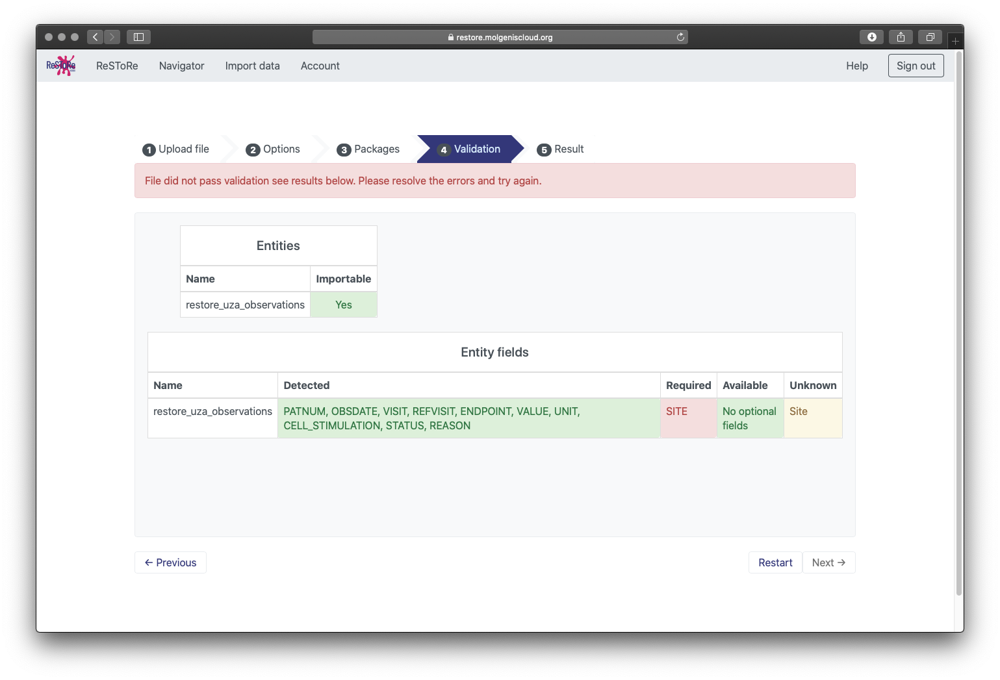 restore.molgeniscloud.org
ReSToRe ReSToRe Navigator Import data Account Help Sign out
1 Upload file 2 Options 3 Packages 4 Validation 5 Result
File did not pass validation see results below. Please resolve the errors and try again.
Entities
Name Importable
restore_uza_observations Yes
Entity fields
Name Detected Required Available Unknown
restore_uza_observations PATNUM, OBSDATE, VISIT, REFVISIT, ENDPOINT, VALUE, UNIT, SITE No optional Site
CELL_STIMULATION, STATUS, REASON fields
← Previous Restart Next →